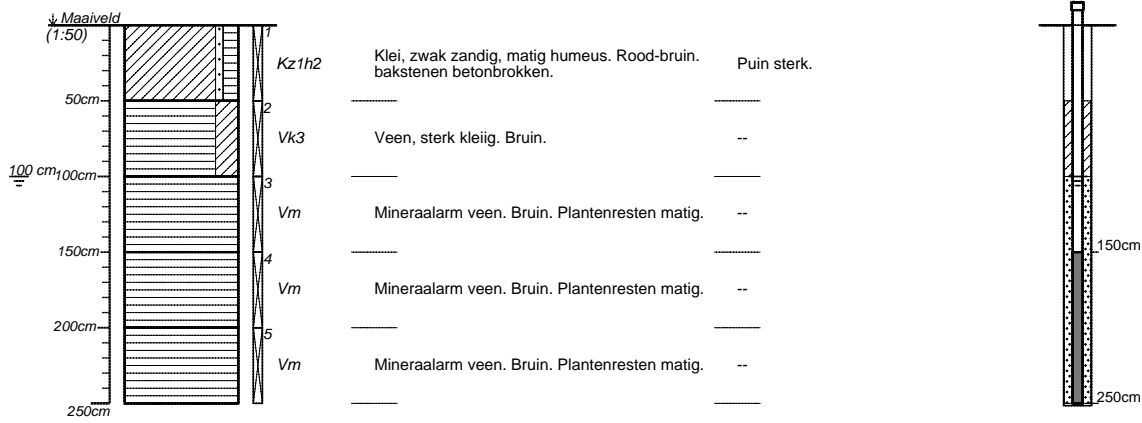 Maaiveld
(1:50)
1
Kz1h2
Klei, zwak zandig, matig humeus. Rood-bruin.
bakstenen betonbrokken.
Puin sterk.
50cm
2
Vk3
Veen, sterk kleiig. Bruin.
--
100 cm
100cm
3
Vm
Mineraalarm veen. Bruin. Plantenresten matig.
--
150cm
150cm
4
Vm
Mineraalarm veen. Bruin. Plantenresten matig.
--
200cm
5
Vm
Mineraalarm veen. Bruin. Plantenresten matig.
--
250cm
250cm